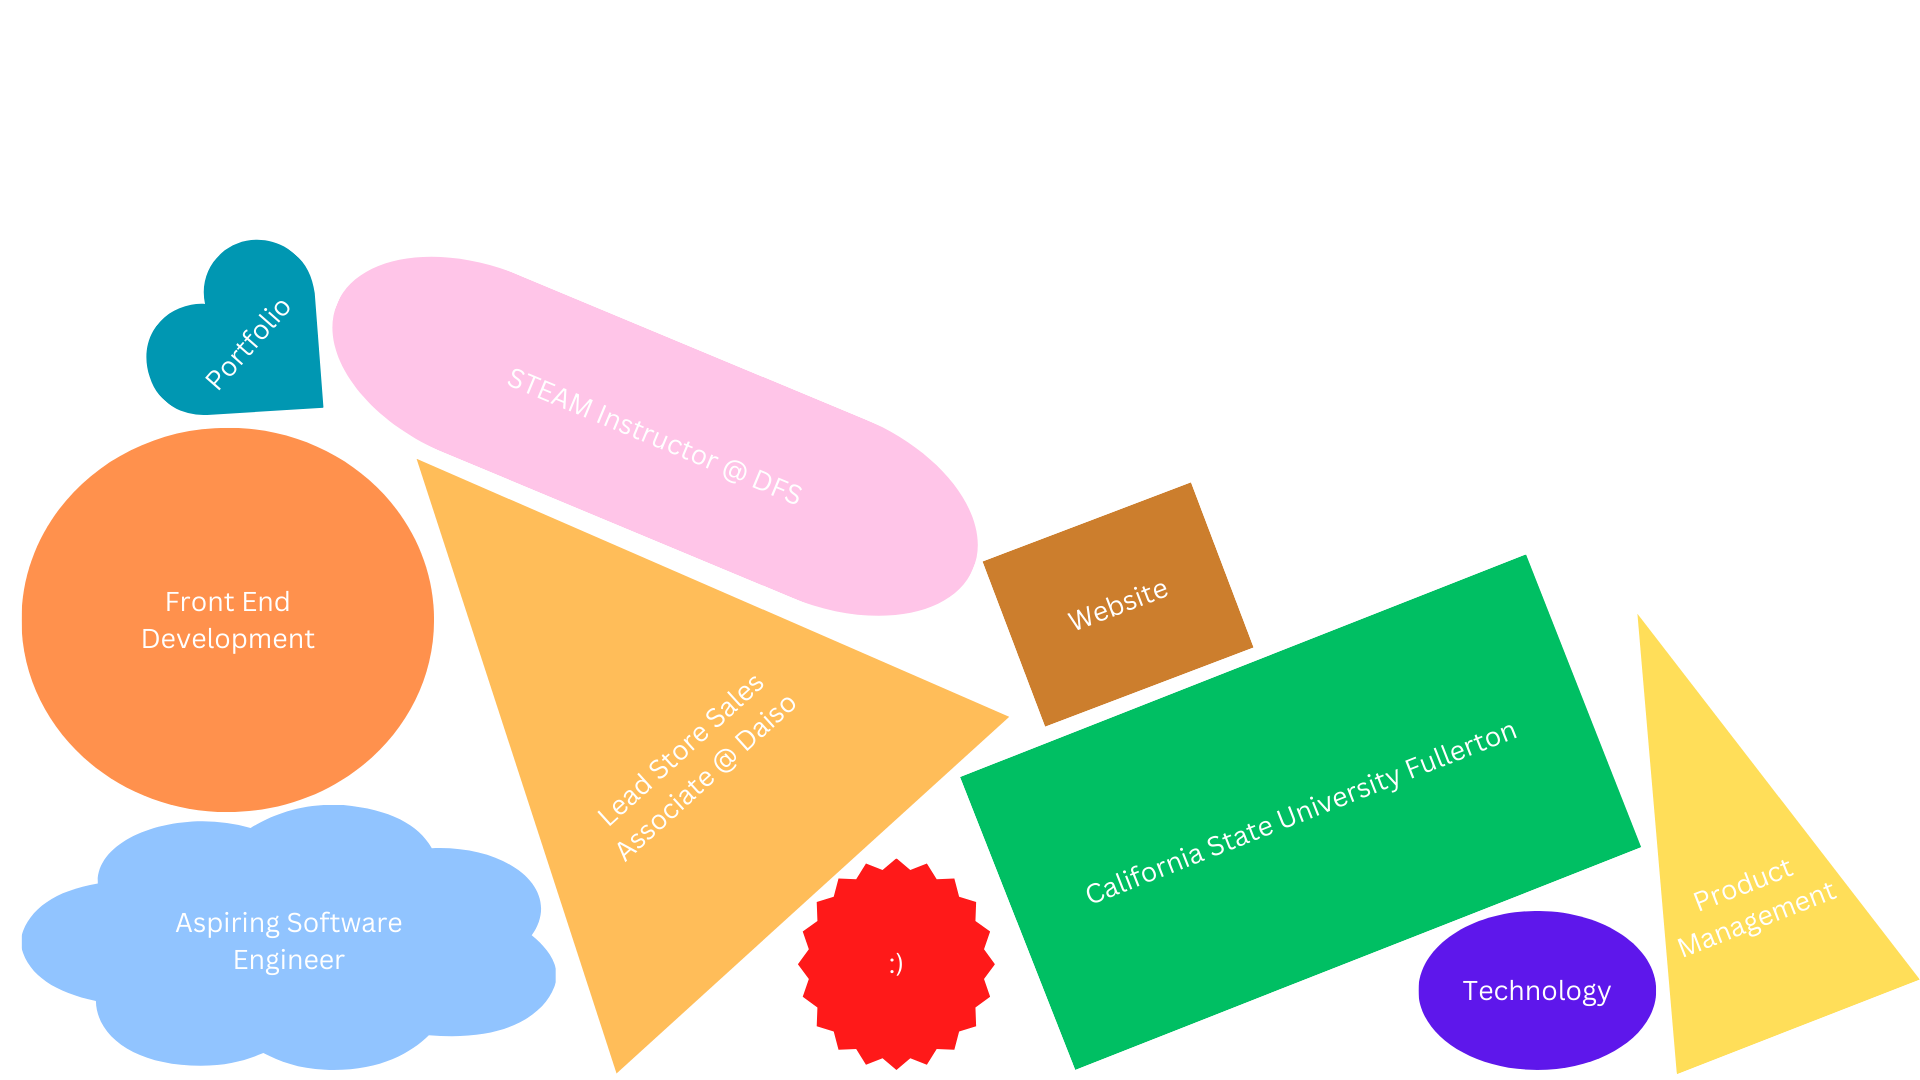 Portfolio
STEAM Instructor @ DFS
Front End
Development
Website
Lead Store Sales
Associate @ Daiso
California State University Fullerton
Product
Management
Aspiring Software
Engineer
:)
Technology